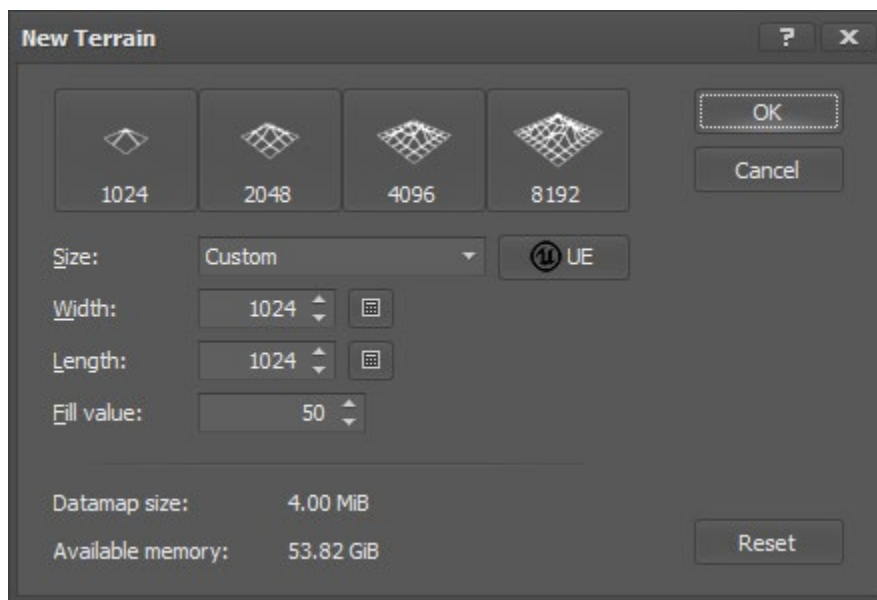 New Terrain
1024 2048 4096 8192
OK
Cancel
Size: Custom UE
Width: 1024
Length: 1024
Fill value: 50
Datamap size: 4.00 MiB
Available memory: 53.82 GiB
Reset